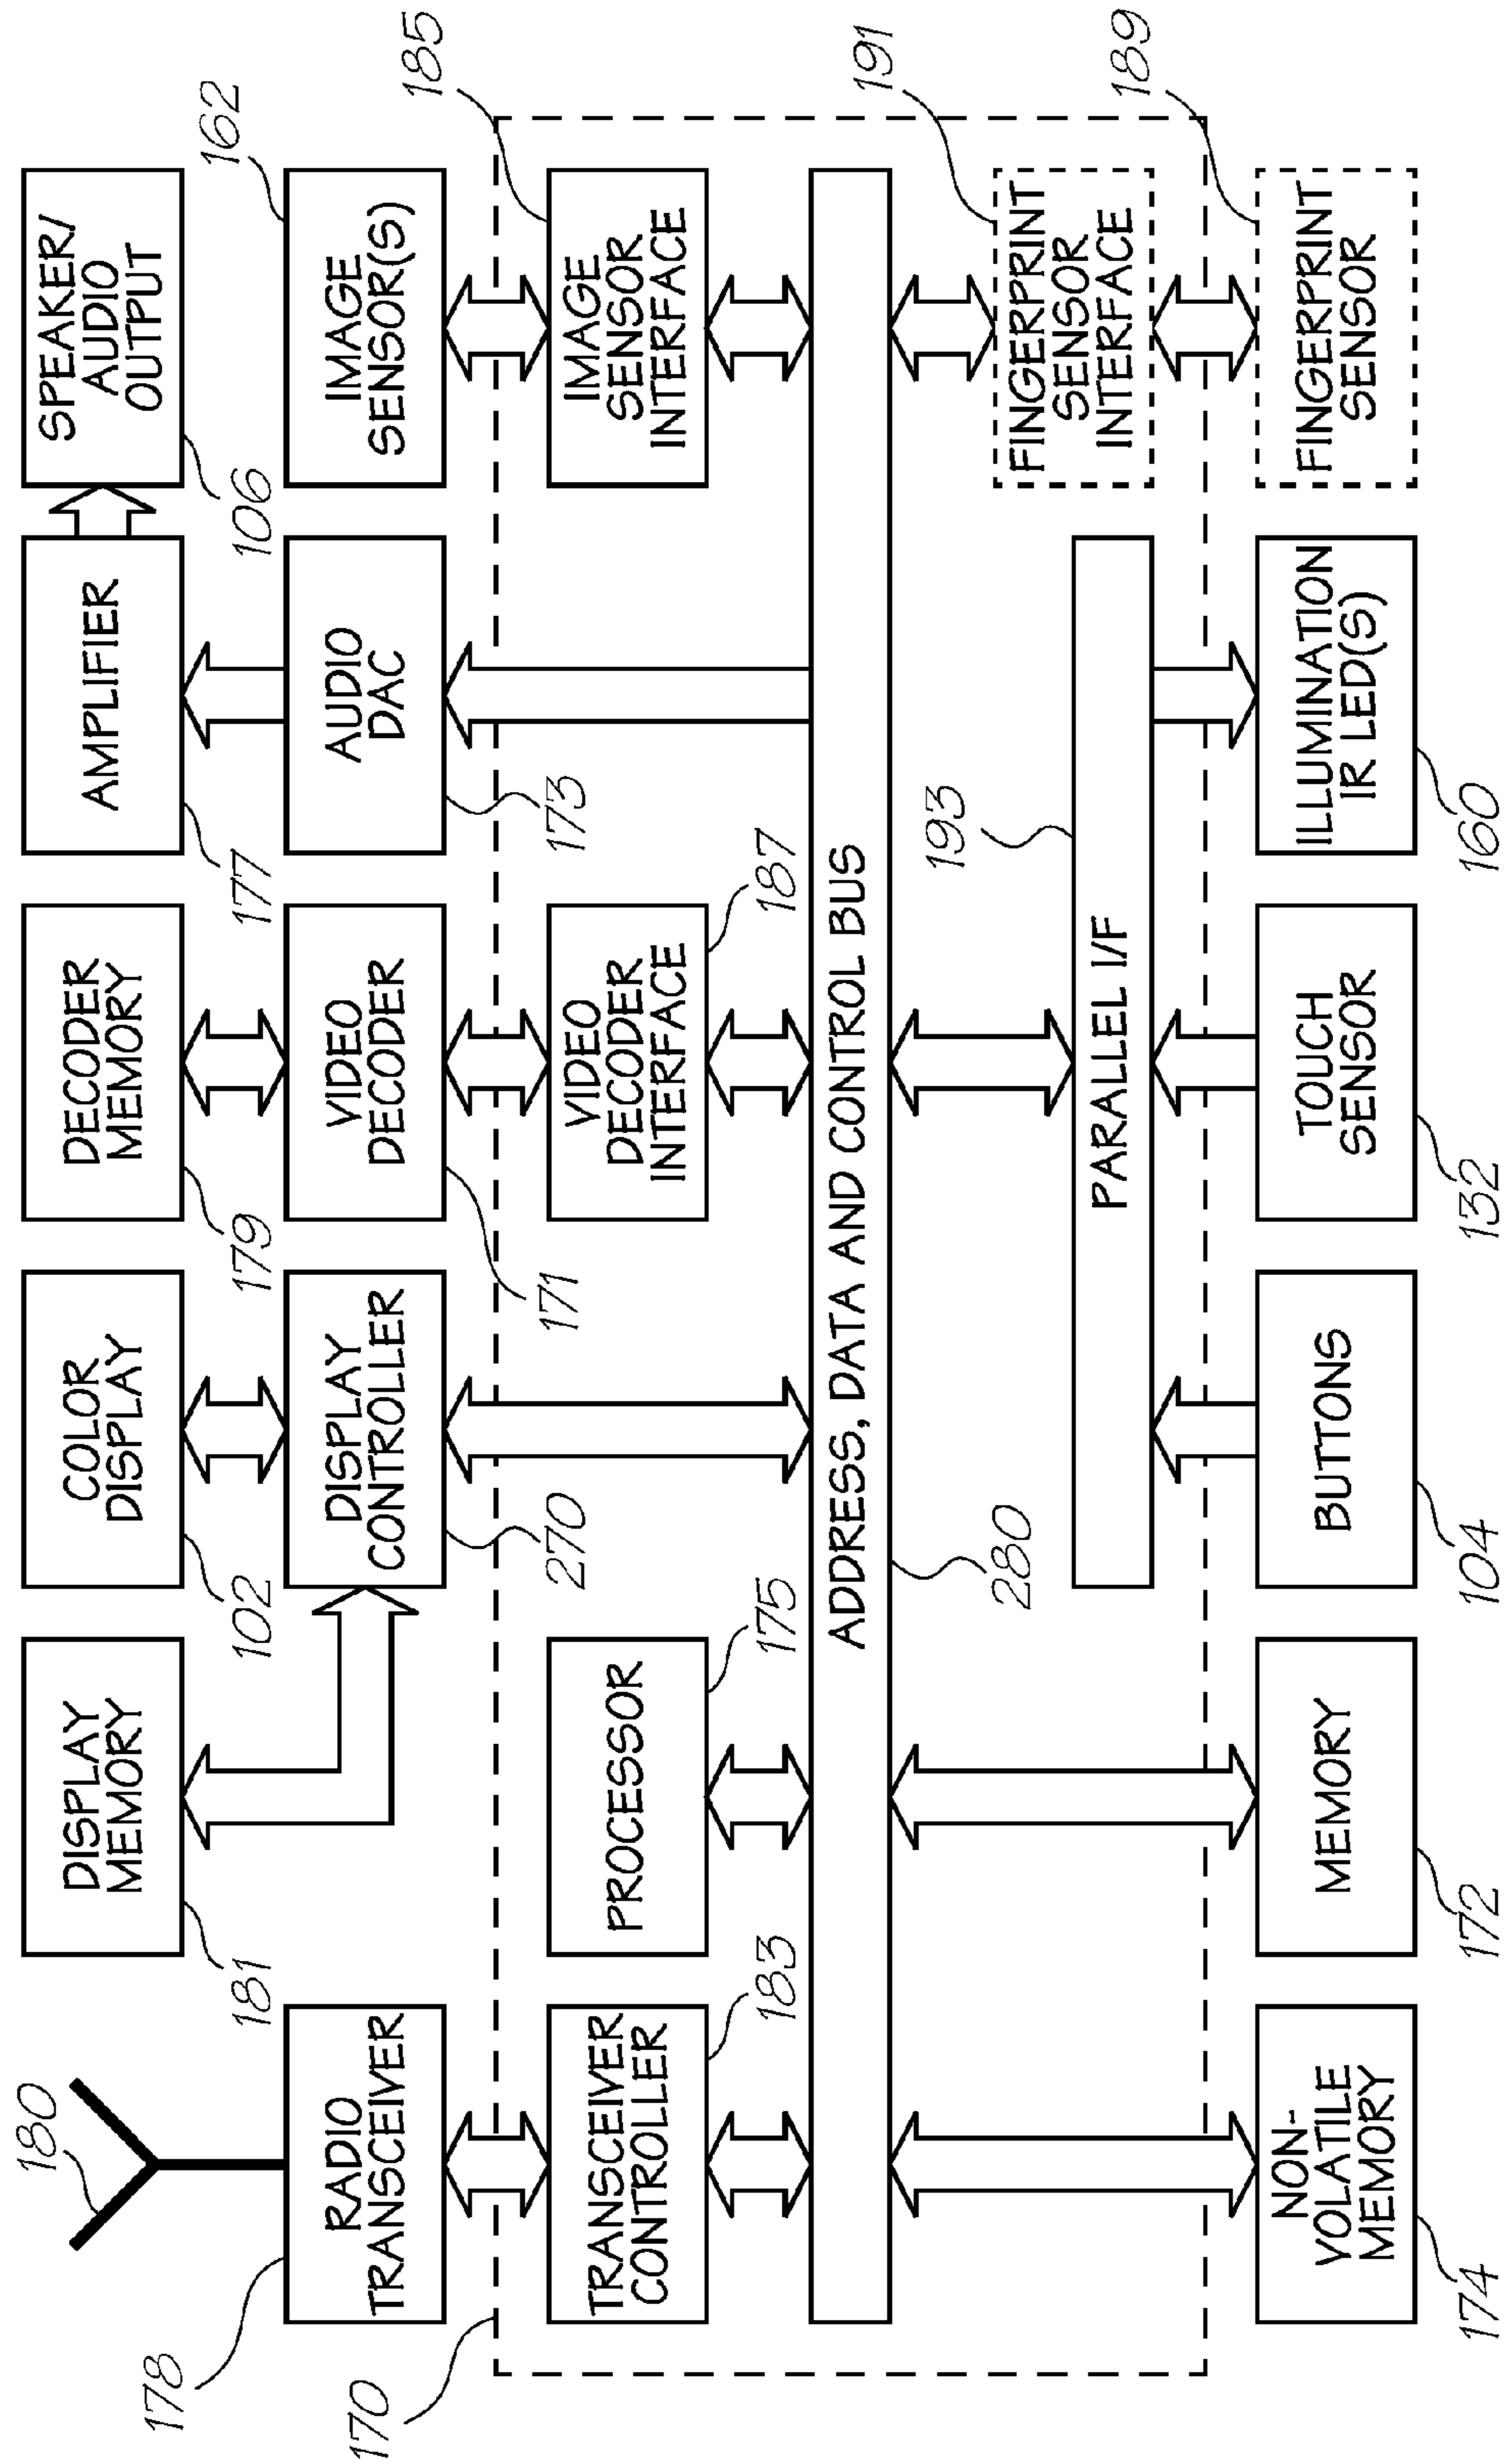 180
178
RADIO
TRANSCEIVER
170
TRANSCEIVER
CONTROLLER
183
DISPLAY
MEMORY
181
PROCESSOR
175
COLOR
DISPLAY
102
DISPLAY
CONTROLLER
270
DECODER
MEMORY
179
VIDEO
DECODER
171
VIDEO
DECODER
INTERFACE
187
AMPLIFIER
177
AUDIO
DAC
173
SPEAKER/
AUDIO
OUTPUT
106
IMAGE
SENSOR(S)
162
IMAGE
SENSOR
INTERFACE
185
ADDRESS, DATA AND CONTROL BUS
280
191
FINGERPRINT
SENSOR
INTERFACE
193
PARALLEL I/F
189
NON-
VOLATILE
MEMORY
174
MEMORY
172
BUTTONS
104
TOUCH
SENSOR
132
ILLUMINATION
IR LED(S)
160
FINGERPRINT
SENSOR